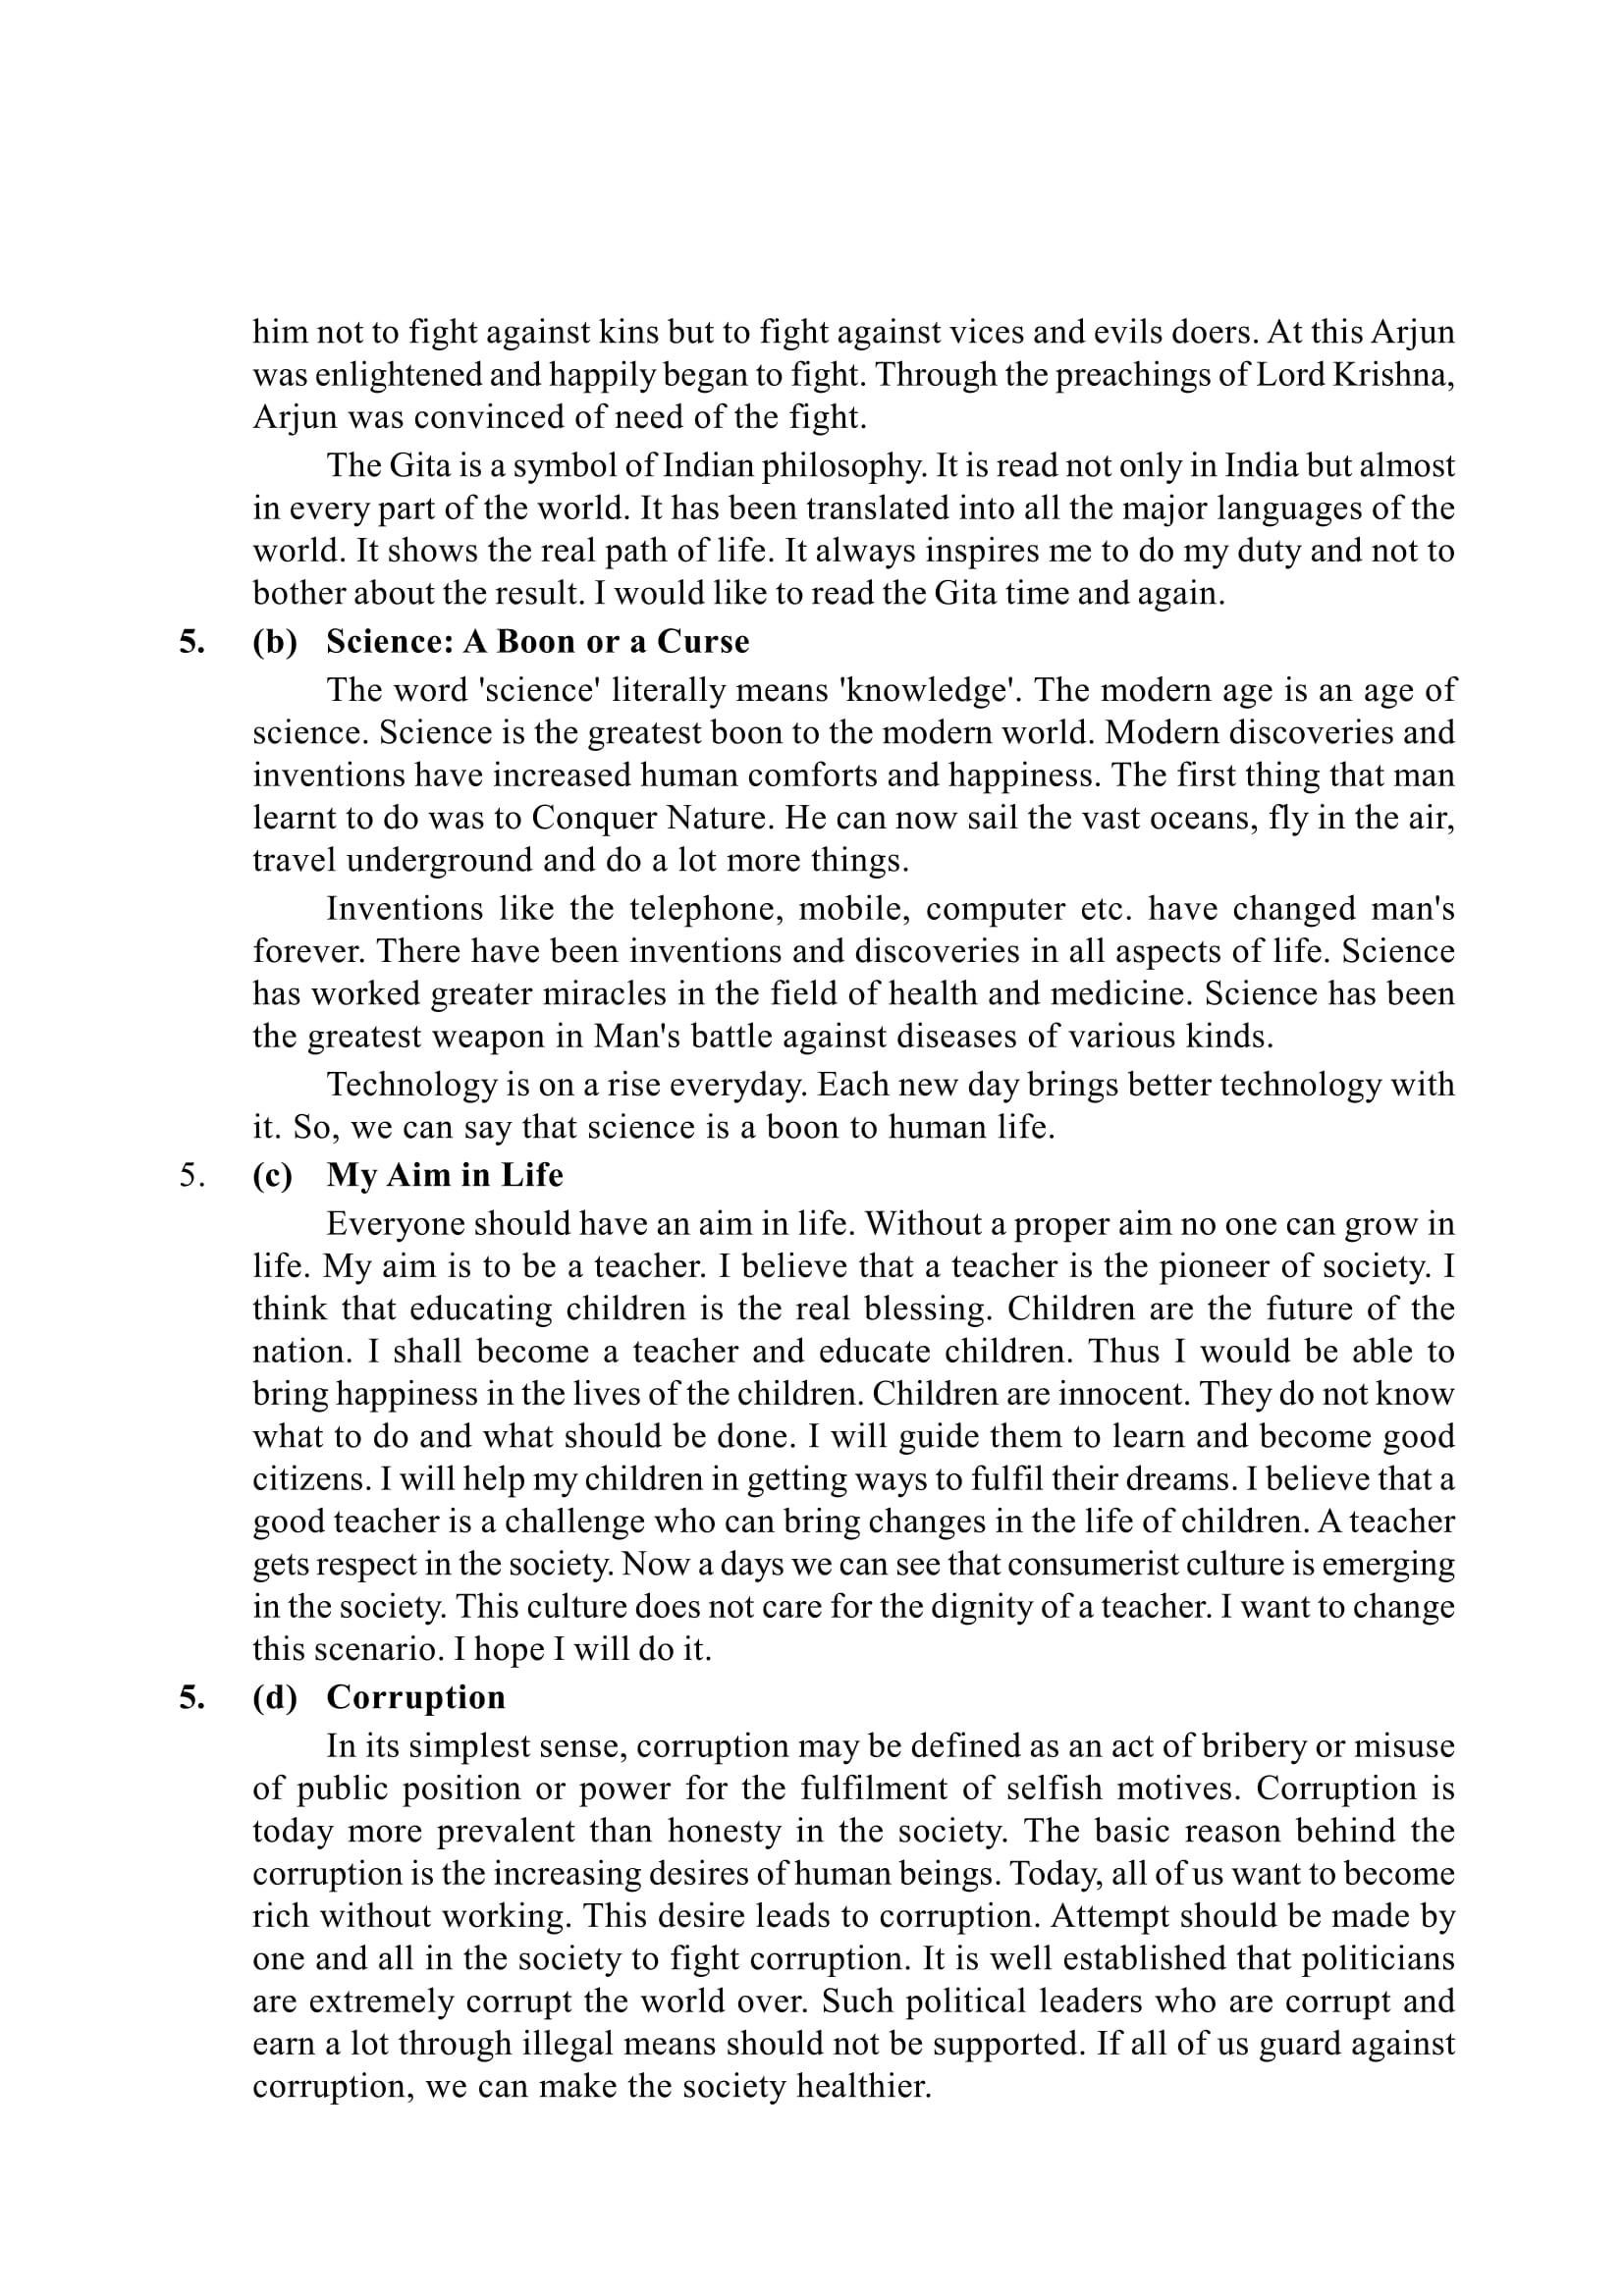 him not to fight against kins but to fight against vices and evils doers. At this Arjun
was enlightened and happily began to fight. Through the preachings of Lord Krishna,
Arjun was convinced of need of the fight.
The Gita is a symbol of Indian philosophy. It is read not only in India but almost
in every part of the world. It has been translated into all the major languages of the
world. It shows the real path of life. It always inspires me to do my duty and not to
bother about the result. I would like to read the Gita time and again.
5. (b) Science: A Boon or a Curse
The word 'science' literally means 'knowledge'. The modern age is an age of
science. Science is the greatest boon to the modern world. Modern discoveries and
inventions have increased human comforts and happiness. The first thing that man
learnt to do was to Conquer Nature. He can now sail the vast oceans, fly in the air,
travel underground and do a lot more things.
Inventions like the telephone, mobile, computer etc. have changed man's
forever. There have been inventions and discoveries in all aspects of life. Science
has worked greater miracles in the field of health and medicine. Science has been
the greatest weapon in Man's battle against diseases of various kinds.
Technology is on a rise everyday. Each new day brings better technology with
it. So, we can say that science is a boon to human life.
5. (c) My Aim in Life
Everyone should have an aim in life. Without a proper aim no one can grow in
life. My aim is to be a teacher. I believe that a teacher is the pioneer of society. I
think that educating children is the real blessing. Children are the future of the
nation. I shall become a teacher and educate children. Thus I would be able to
bring happiness in the lives of the children. Children are innocent. They do not know
what to do and what should be done. I will guide them to learn and become good
citizens. I will help my children in getting ways to fulfil their dreams. I believe that a
good teacher is a challenge who can bring changes in the life of children. A teacher
gets respect in the society. Now a days we can see that consumerist culture is emerging
in the society. This culture does not care for the dignity of a teacher. I want to change
this scenario. I hope I will do it.
5. (d) Corruption
In its simplest sense, corruption may be defined as an act of bribery or misuse
of public position or power for the fulfilment of selfish motives. Corruption is
today more prevalent than honesty in the society. The basic reason behind the
corruption is the increasing desires of human beings. Today, all of us want to become
rich without working. This desire leads to corruption. Attempt should be made by
one and all in the society to fight corruption. It is well established that politicians
are extremely corrupt the world over. Such political leaders who are corrupt and
earn a lot through illegal means should not be supported. If all of us guard against
corruption, we can make the society healthier.